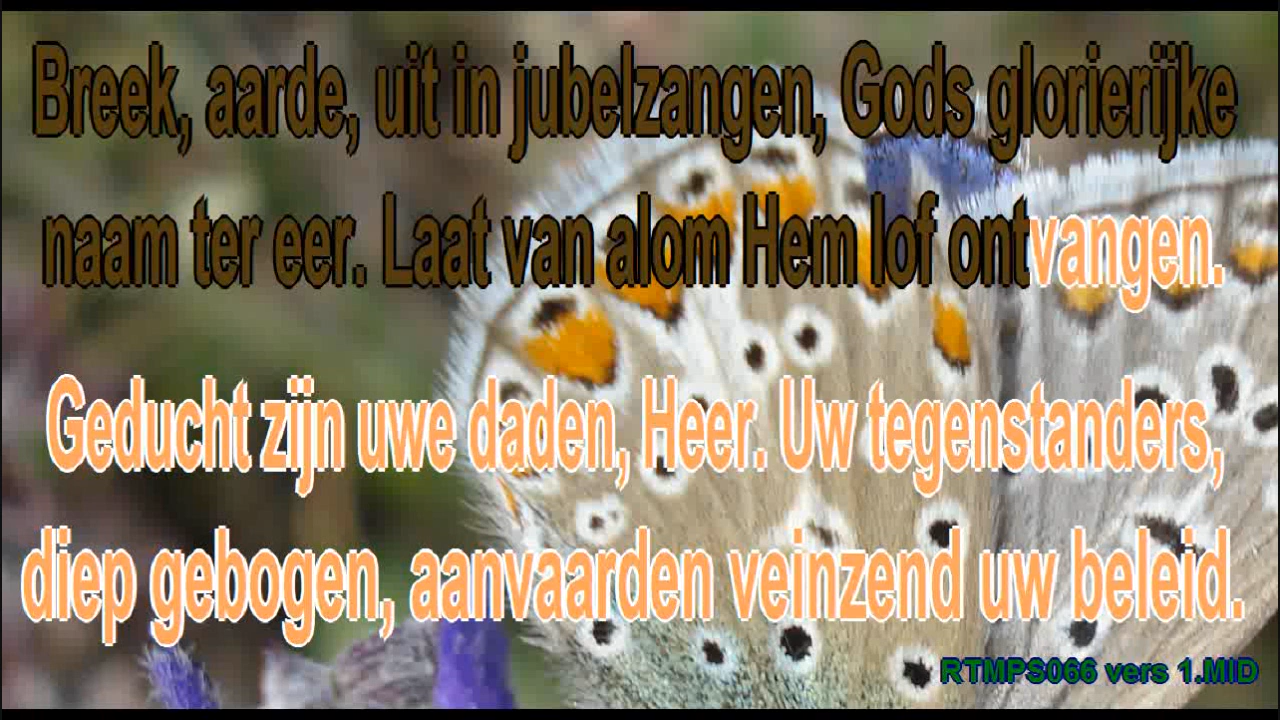 Breek, aarde, uit in jubelzangen, Gods glorierijke
naam ter eer. Laat van alom Hem lof ontvangen.
Geducht zijn uwe daden, Heer. Uw tegenstanders,
diep gebogen, aanvaarden veinzend uw beleid.
RTMPS066 vers 1.MID